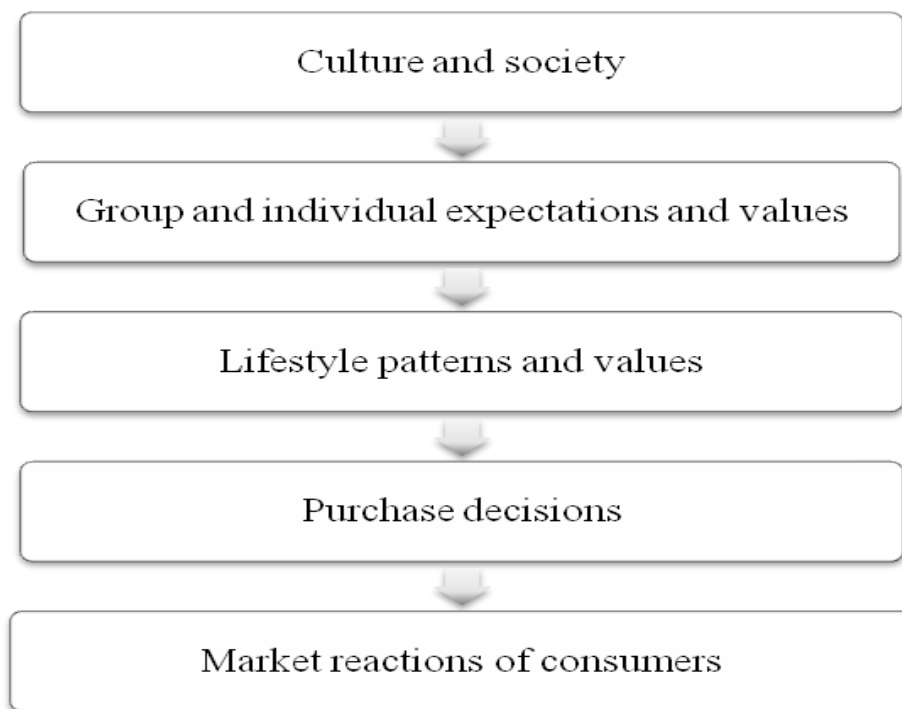 Culture and society
Group and individual expectations and values
Lifestyle patterns and values
Purchase decisions
Market reactions of consumers